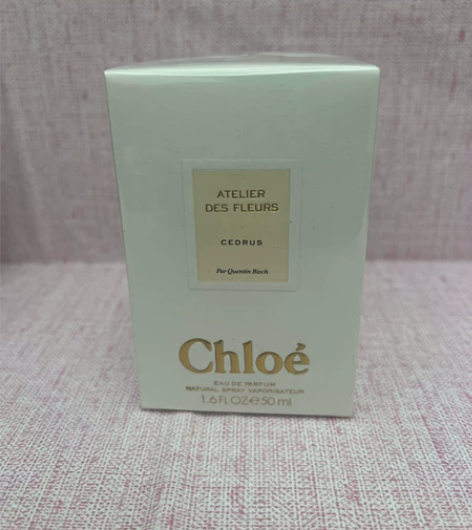 ATELIER
DES FLEURS
CEDRUS
Par Quentin Bisch
Chloé
EAU DE PARFUM
NATURAL SPRAY VAPORISATEUR
1.6 FL OZ e 50 ml